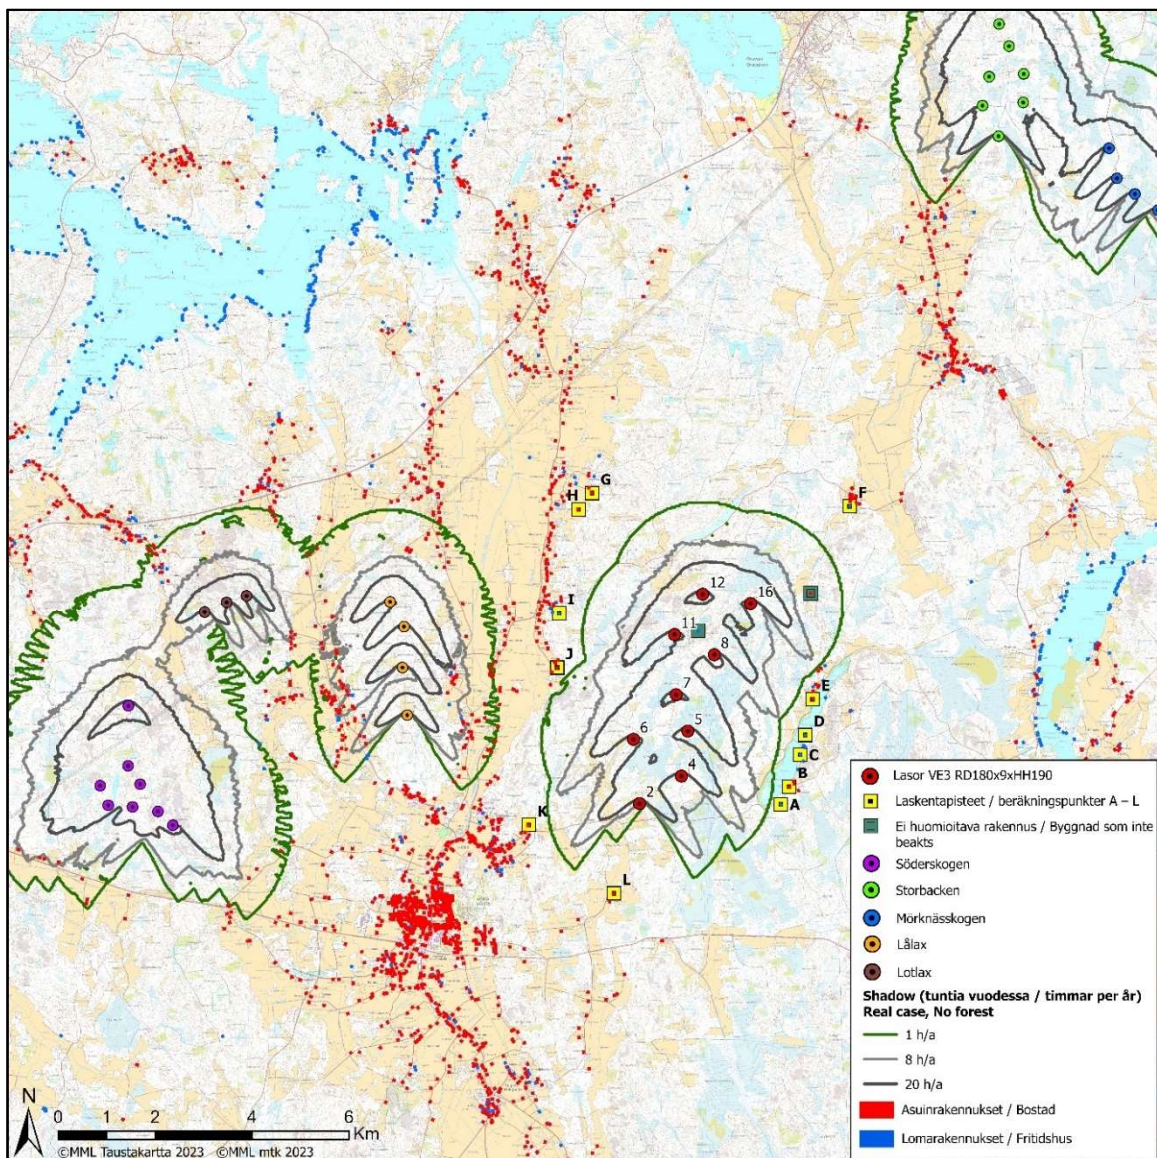 G
H
F
12
16
I
11
8
J
E
7
D
6
5
C
B
4
2
A
K
L
Lasor VE3 RD180x9xHH190
Laskentapisteet / beräkningspunkter A – L
Ei huomioitava rakennus / Byggnad som inte
beakts
Söderskogen
Storbacken
Mörknässkogen
Lålax
Lotlax
Shadow (tuntia vuodessa / timmar per år)
Real case, No forest
1 h/a
8 h/a
20 h/a
Asuinrakennukset / Bostad
Lomarakennukset / Fritidshus
N
0 1 2 4 6
Km
©MML Taustakartta 2023 ©MML mtk 2023